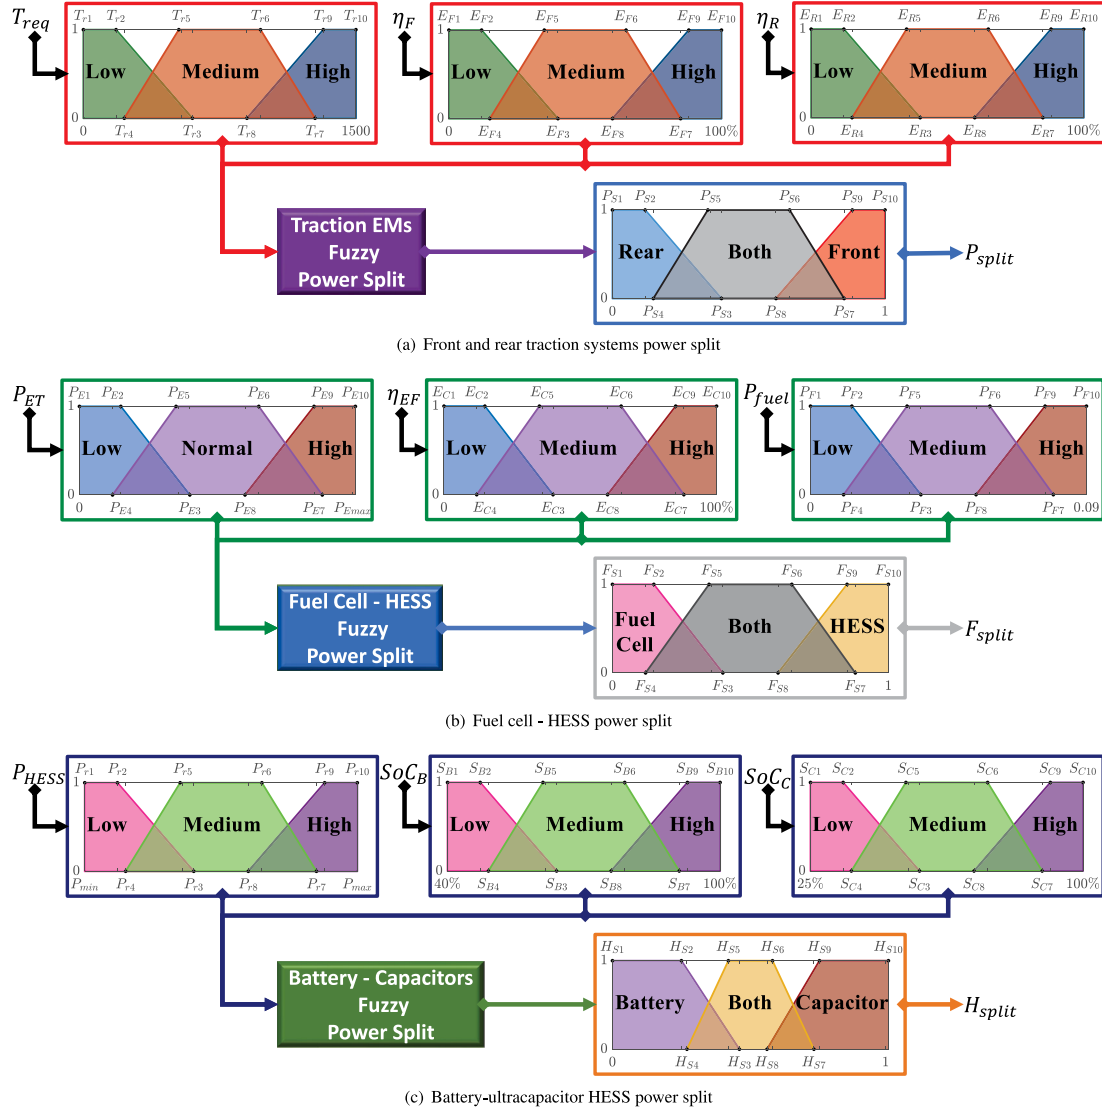 T_req
T_r1 T_r2 T_r5 T_r6 T_r9 T_r10
1
Low Medium High
0
0 T_r4 T_r3 T_r8 T_r7 1500
η_F
E_F1 E_F2 E_F5 E_F6 E_F9 E_F10
1
Low Medium High
0
0 E_F4 E_F3 E_F8 E_F7 100%
η_R
E_R1 E_R2 E_R5 E_R6 E_R9 E_R10
1
Low Medium High
0
0 E_R4 E_R3 E_R8 E_R7 100%
Traction EMs
Fuzzy
Power Split
P_S1 P_S2 P_S5 P_S6 P_S9 P_S10
1
Rear Both Front
0
0 P_S4 P_S3 P_S8 P_S7 1
P_split
(a) Front and rear traction systems power split
P_ET
P_E1 P_E2 P_E5 P_E6 P_E9 P_E10
1
Low Normal High
0
0 P_E4 P_E3 P_E8 P_E7 P_Emax
η_EF
E_C1 E_C2 E_C5 E_C6 E_C9 E_C10
1
Low Medium High
0
0 E_C4 E_C3 E_C8 E_C7 100%
P_fuel
P_F1 P_F2 P_F5 P_F6 P_F9 P_F10
1
Low Medium High
0
0 P_F4 P_F3 P_F8 P_F7 0.09
Fuel Cell - HESS
Fuzzy
Power Split
F_S1 F_S2 F_S5 F_S6 F_S9 F_S10
1
Fuel
Cell
Both HESS
0
0 F_S4 F_S3 F_S8 F_S7 1
F_split
(b) Fuel cell - HESS power split
P_HESS
P_r1 P_r2 P_r5 P_r6 P_r9 P_r10
1
Low Medium High
0
P_min P_r4 P_r3 P_r8 P_r7 P_max
SoC_B
S_B1 S_B2 S_B5 S_B6 S_B9 S_B10
1
Low Medium High
0
40% S_B4 S_B3 S_B8 S_B7 100%
SoC_C
S_C1 S_C2 S_C5 S_C6 S_C9 S_C10
1
Low Medium High
0
25% S_C4 S_C3 S_C8 S_C7 100%
Battery - Capacitors
Fuzzy
Power Split
H_S1 H_S2 H_S5 H_S6 H_S9 H_S10
1
Battery Both Capacitor
0
0 H_S4 H_S3 H_S8 H_S7 1
H_split
(c) Battery-ultracapacitor HESS power split